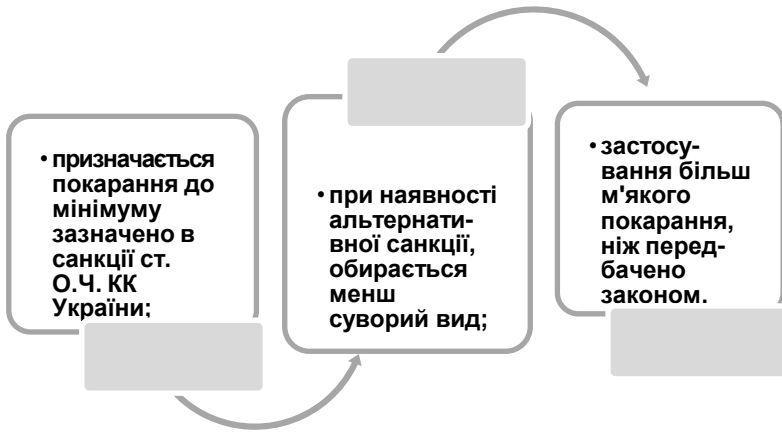 • призначається
покарання до
мінімуму
зазначено в
санкції ст.
О.Ч. КК
України;
• при наявності
альтернати-
вної санкції,
обирається
менш
суворий вид;
• застосу-
вання більш
м'якого
покарання,
ніж перед-
бачено
законом.